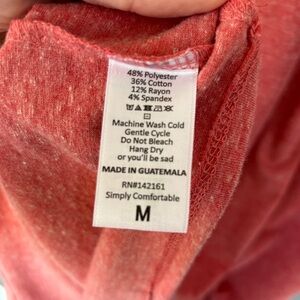 48% Polyester
36% Cotton
12% Rayon
4% Spandex
Machine Wash Cold
Gentle Cycle
Do Not Bleach
Hang Dry
or you'll be sad
MADE IN GUATEMALA
RN#142161
Simply Comfortable
M